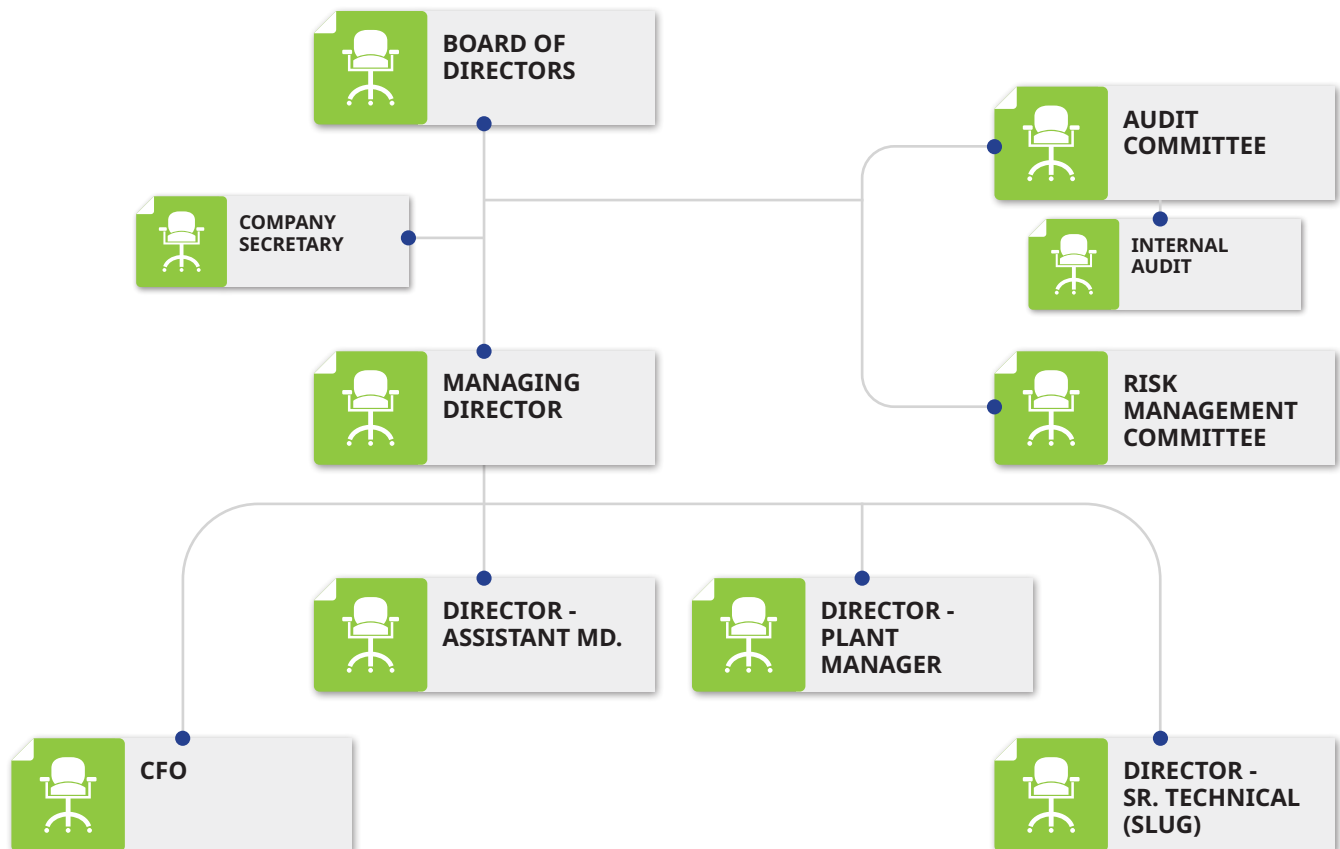 BOARD OF
DIRECTORS
AUDIT
COMMITTEE
COMPANY
SECRETARY
INTERNAL
AUDIT
MANAGING
DIRECTOR
RISK
MANAGEMENT
COMMITTEE
DIRECTOR -
ASSISTANT MD.
DIRECTOR -
PLANT
MANAGER
CFO
DIRECTOR -
SR. TECHNICAL
(SLUG)